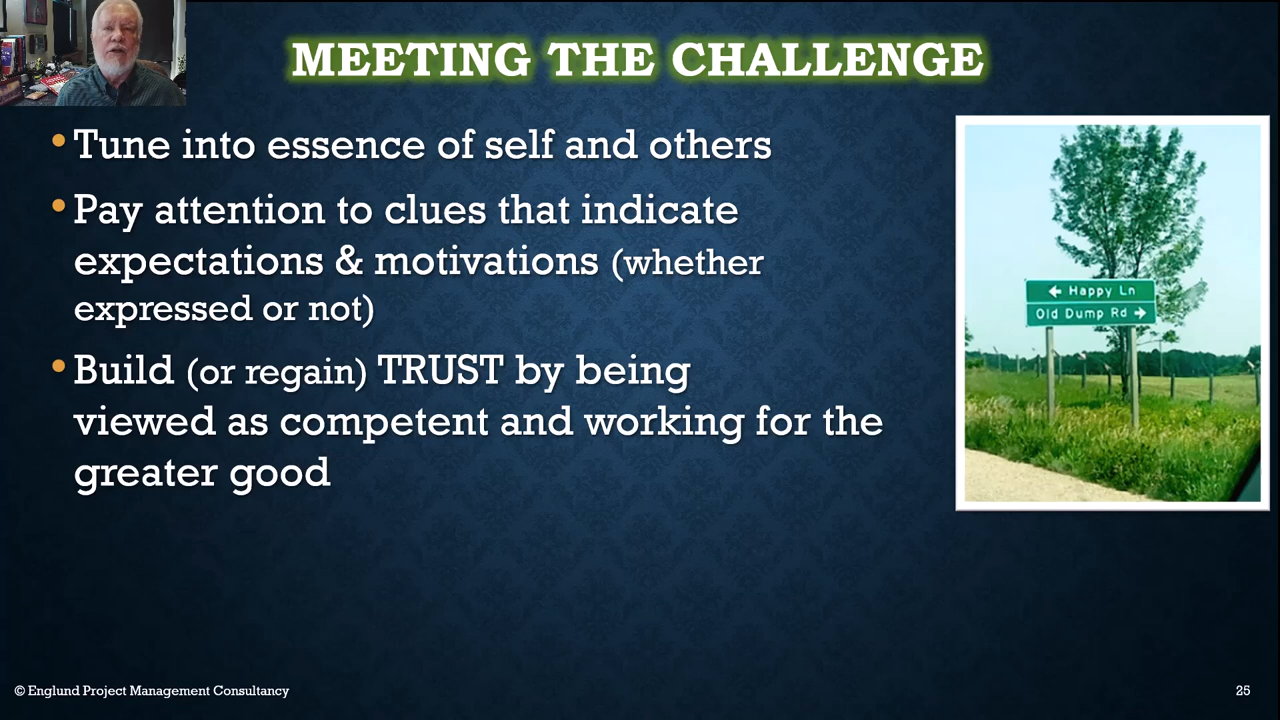 MEETING THE CHALLENGE
• Tune into essence of self and others
• Pay attention to clues that indicate
expectations & motivations (whether
expressed or not)
• Build (or regain) TRUST by being
viewed as competent and working for the
greater good
← Happy Ln
Old Dump Rd →
© Englund Project Management Consultancy
25